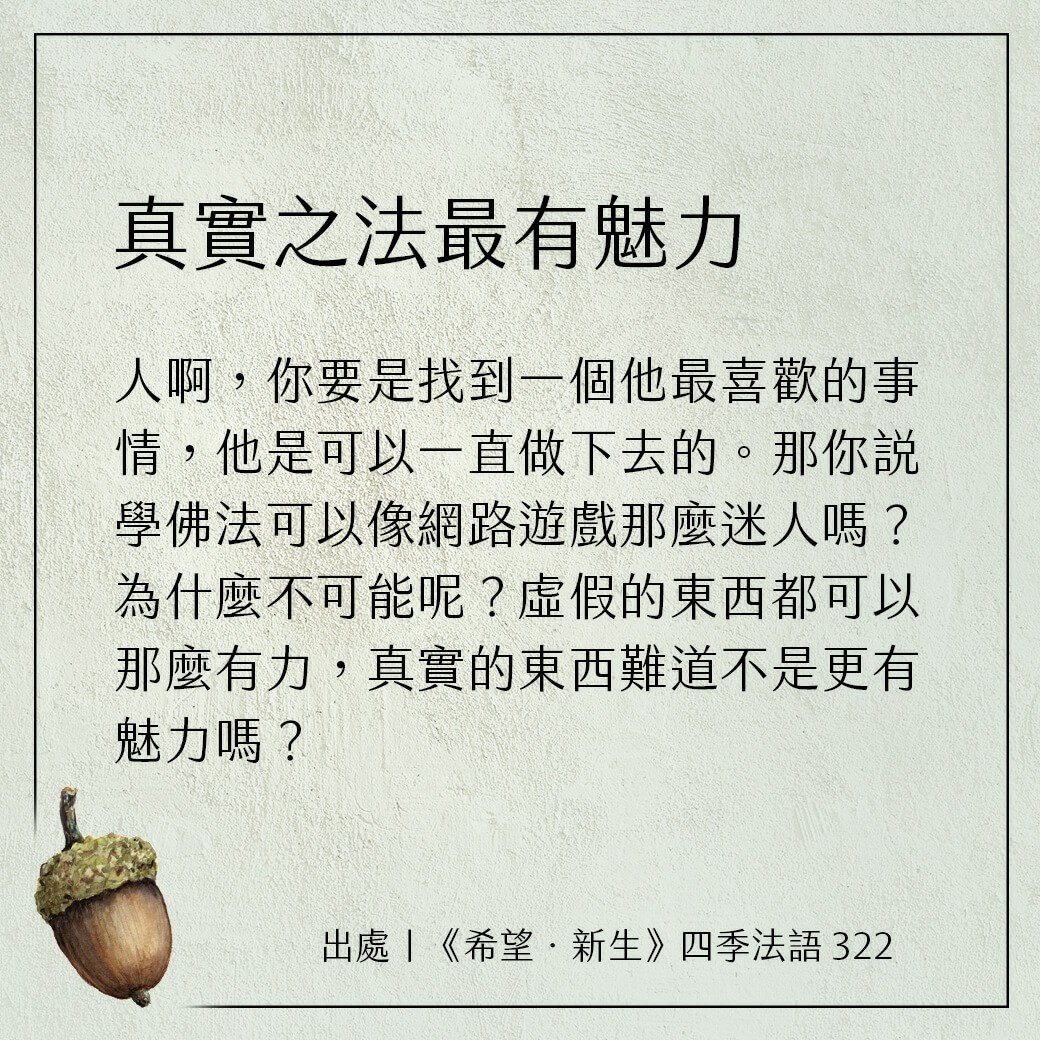 真實之法最有魅力
人啊，你要是找到一個他最喜歡的事
情，他是可以一直做下去的。那你説
學佛法可以像網路遊戲那麼迷人嗎？
為什麼不可能呢？虛假的東西都可以
那麼有力，真實的東西難道不是更有
魅力嗎？
出處｜《希望．新生》四季法語 322